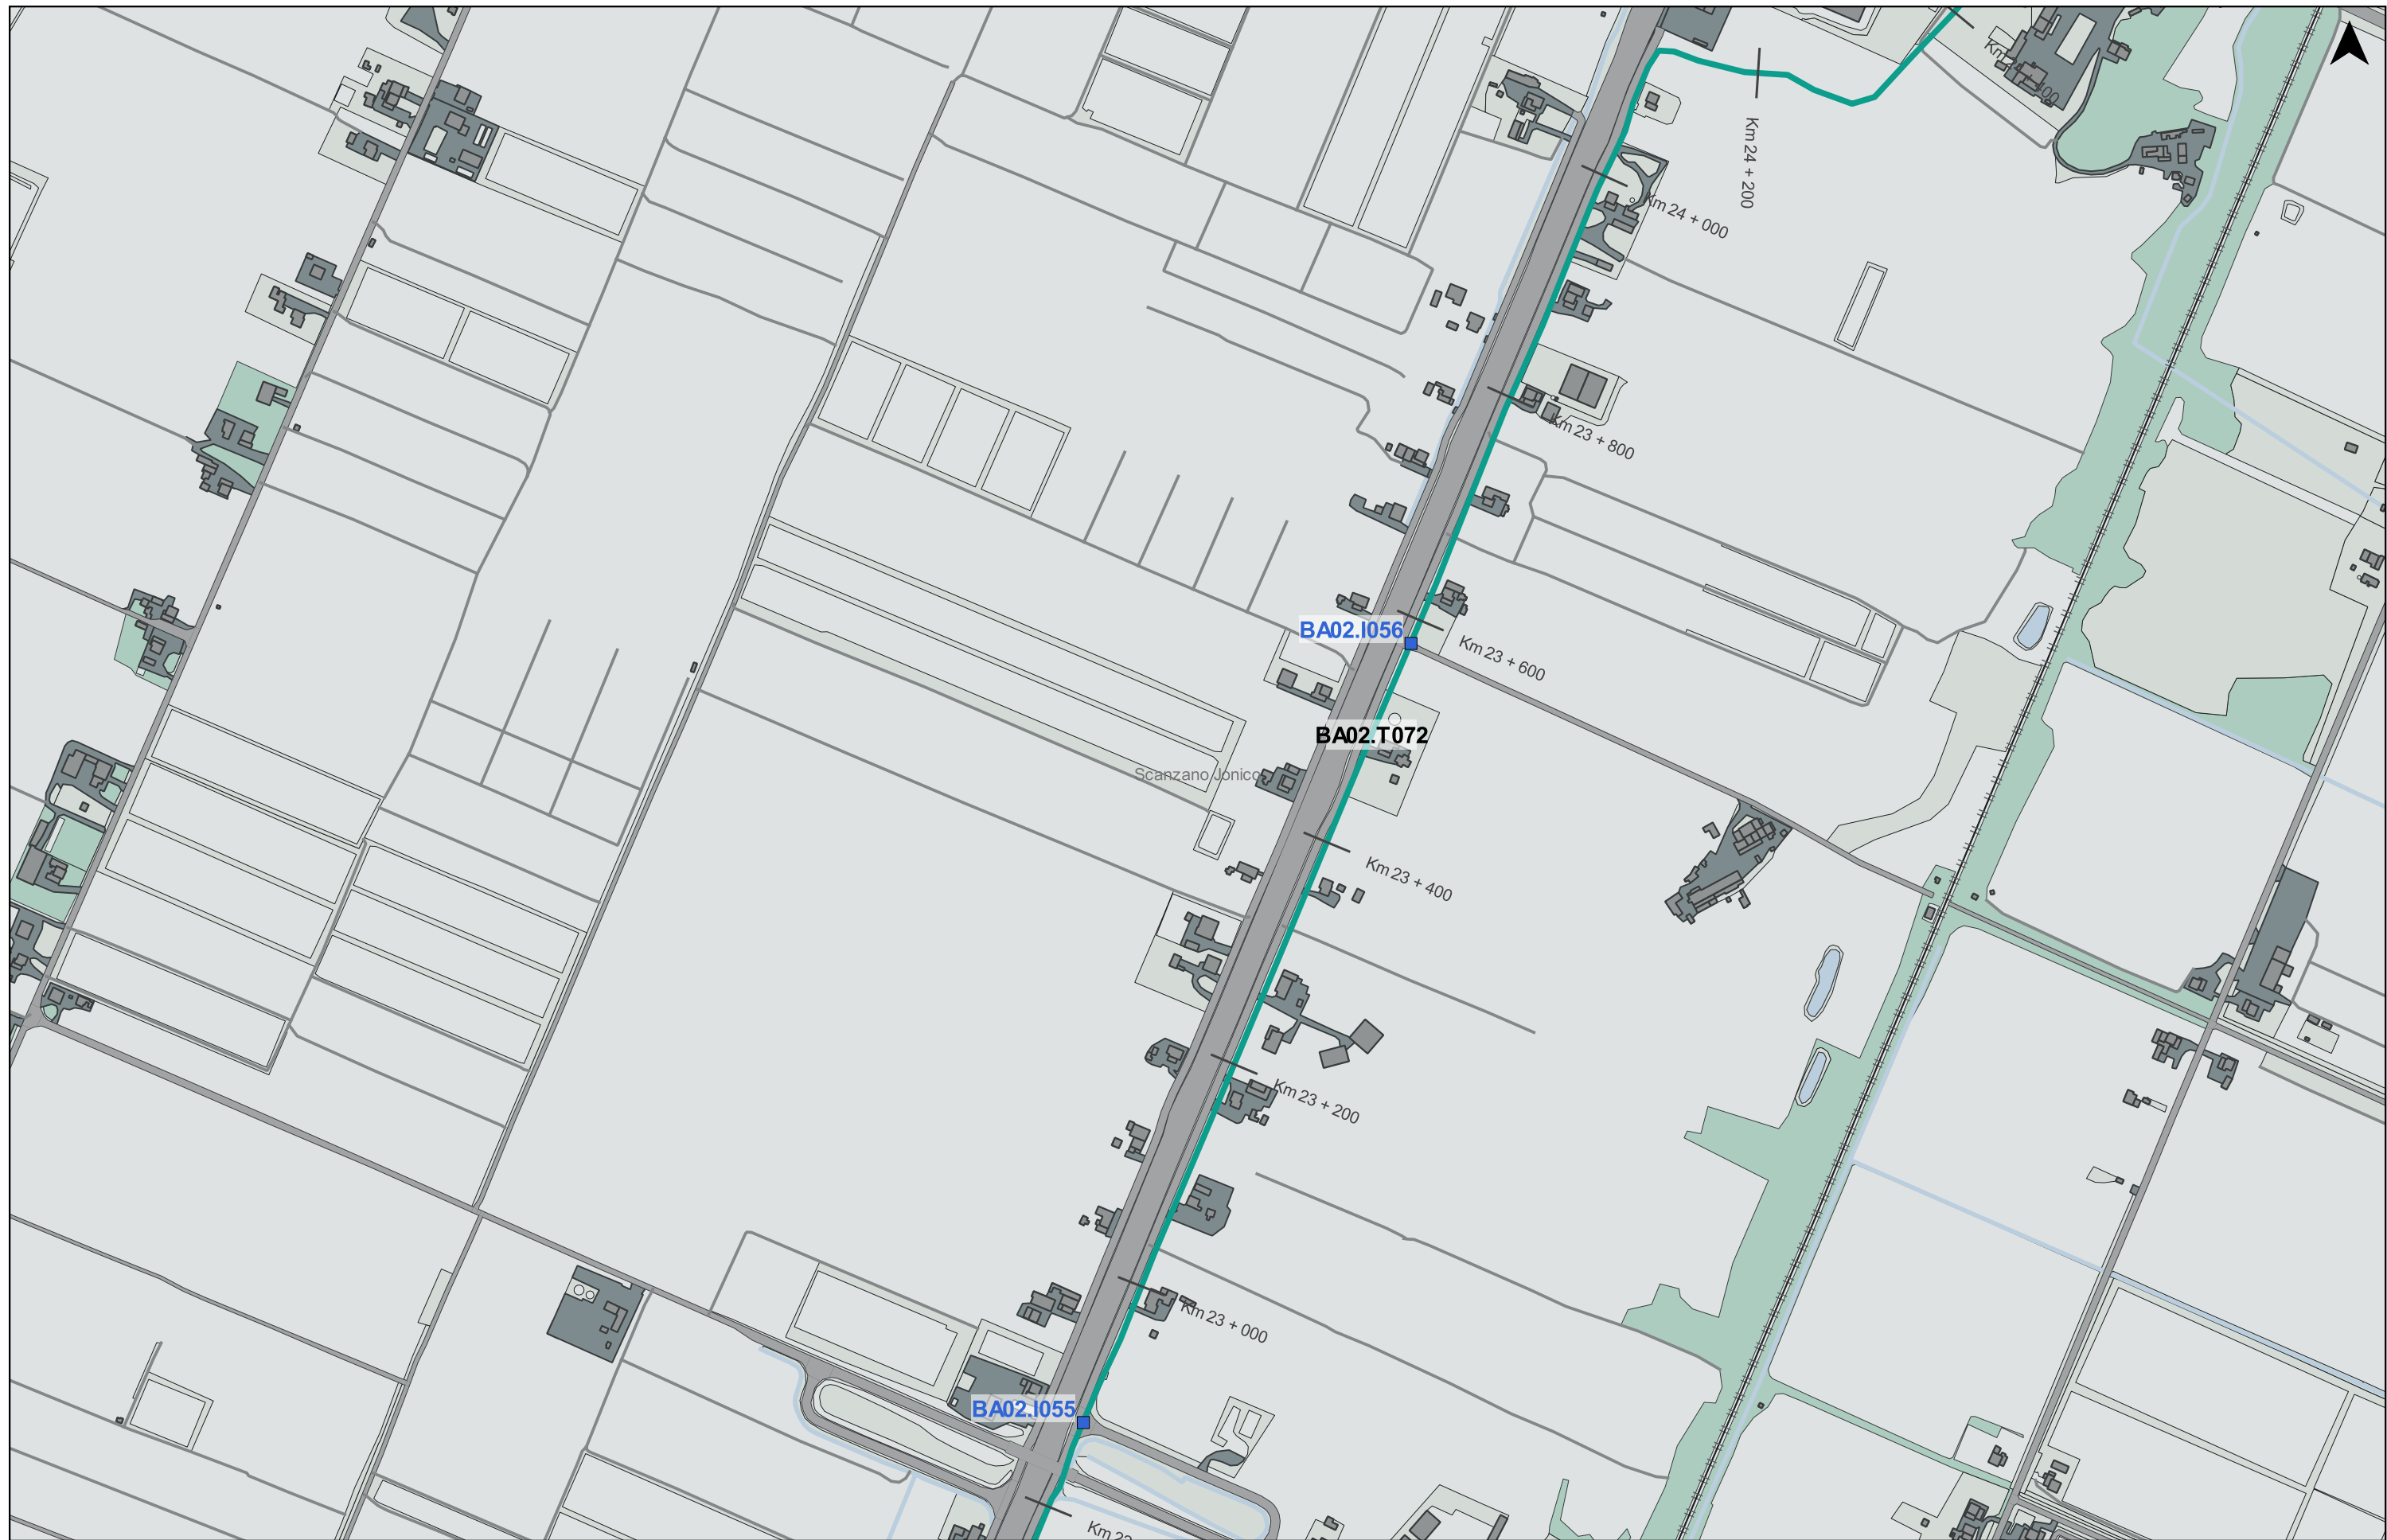 Km 24 + 200
Km 24 + 000
Km 23 + 800
BA02.I056
Km 23 + 600
BA02.T072
Scanzano Jonico
Km 23 + 400
Km 23 + 200
Km 23 + 000
BA02.I055